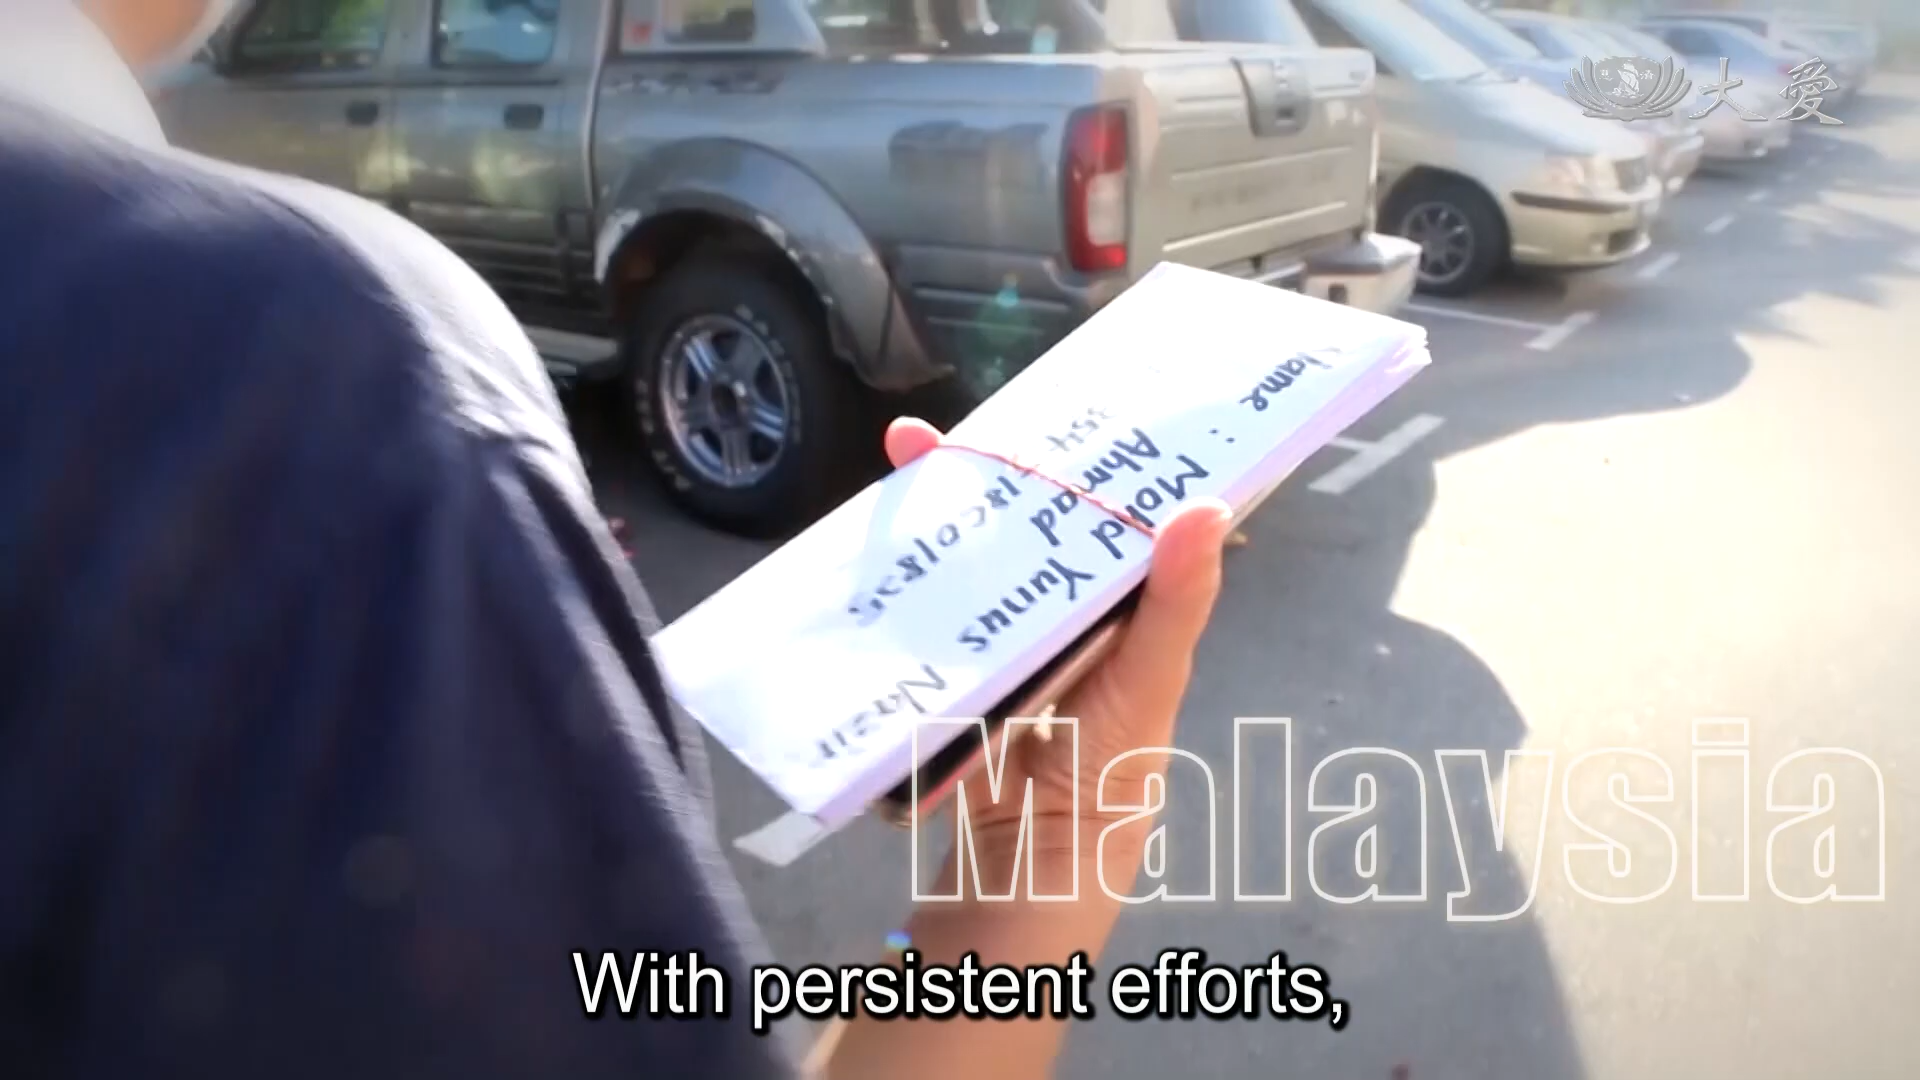 大愛
Name : Mohd Yunus Nasir
Ahmad
Malaysia
With persistent efforts,